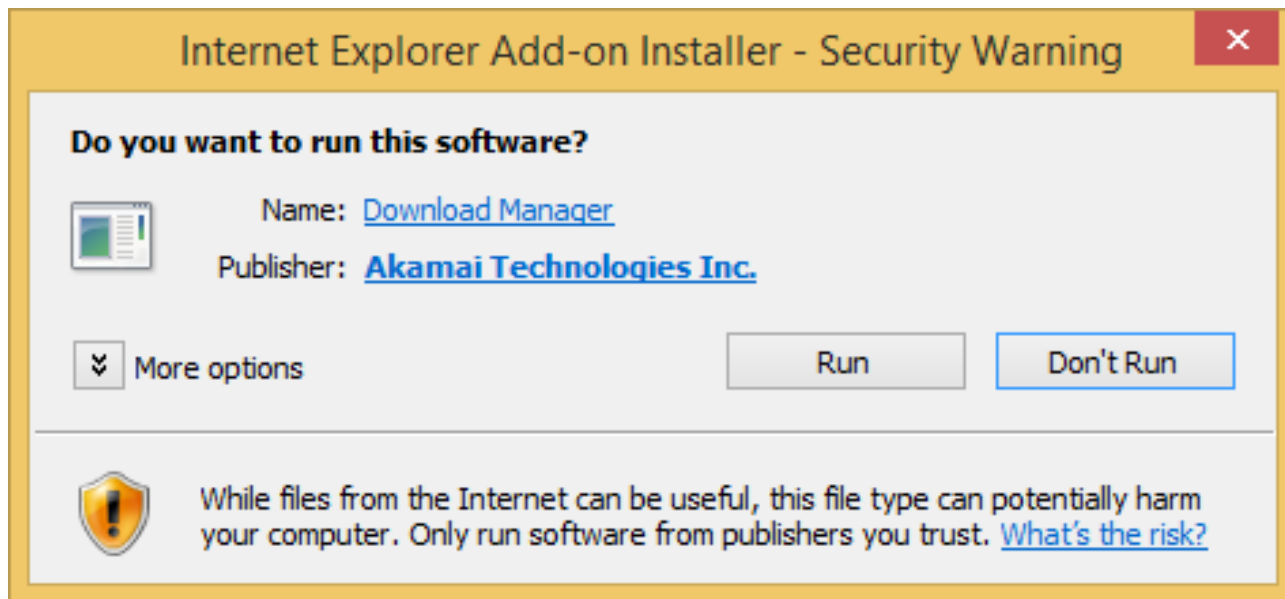 Internet Explorer Add-on Installer - Security Warning
Do you want to run this software?
Name: Download Manager
Publisher: Akamai Technologies Inc.
More options
Run
Don't Run
While files from the Internet can be useful, this file type can potentially harm
your computer. Only run software from publishers you trust. What's the risk?